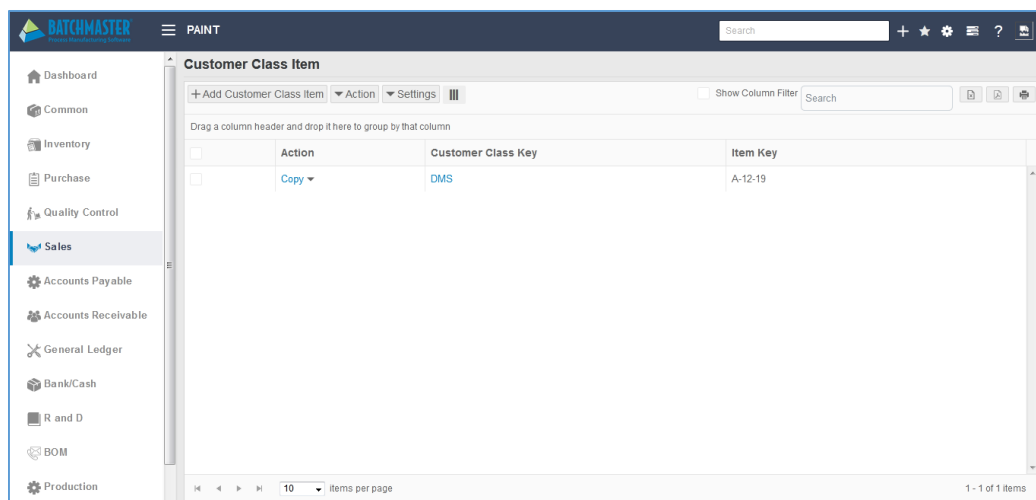 BATCHMASTER
Process Manufacturing Software
PAINT
Search
?
Dashboard
Common
Inventory
Purchase
Quality Control
Sales
Accounts Payable
Accounts Receivable
General Ledger
Bank/Cash
R and D
BOM
Production
Customer Class Item
+Add Customer Class Item Action Settings Show Column Filter Search
Drag a column header and drop it here to group by that column
Action Customer Class Key Item Key
Copy DMS A-12-19
10 items per page 1 - 1 of 1 items